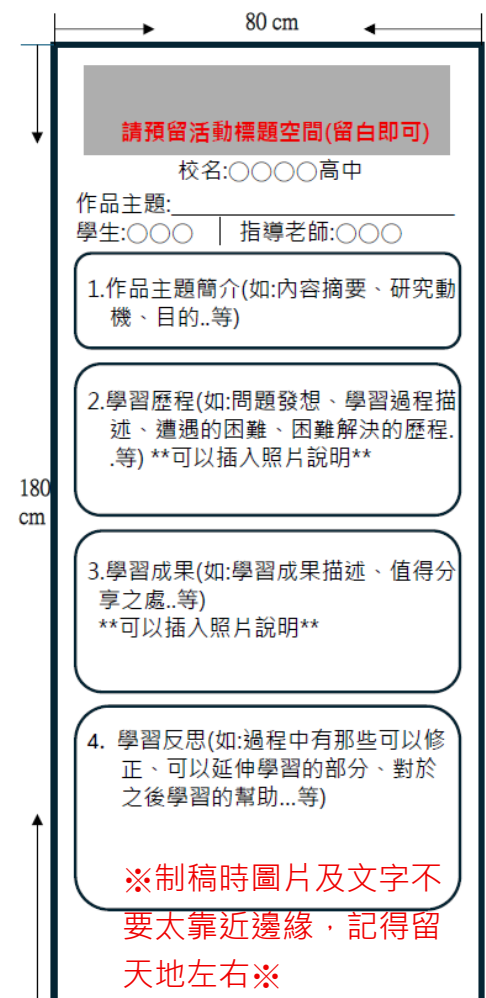 80 cm
請預留活動標題空間(留白即可)
校名:○○○○高中
作品主題:____________________
學生:○○○ │ 指導老師:○○○
1.作品主題簡介(如:內容摘要、研究動
機、目的..等)
2.學習歷程(如:問題發想、學習過程描
述、遭遇的困難、困難解決的歷程.
.等) **可以插入照片說明**
180
cm
3.學習成果(如:學習成果描述、值得分
享之處..等)
**可以插入照片說明**
4. 學習反思(如:過程中有那些可以修
正、可以延伸學習的部分、對於
之後學習的幫助...等)
※制稿時圖片及文字不
要太靠近邊緣，記得留
天地左右※